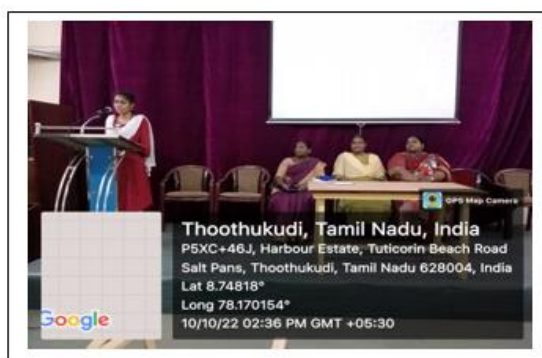 GPS Map Camera
Thoothukudi, Tamil Nadu, India
P5XC+46J, Harbour Estate, Tuticorin Beach Road
Salt Pans, Thoothukudi, Tamil Nadu 628004, India
Lat 8.74818°
Long 78.170154°
10/10/22 02:36 PM GMT +05:30
Google